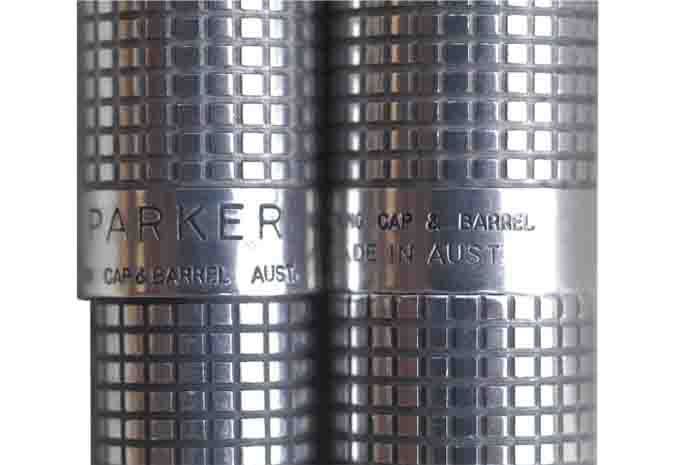 PARKER
CAP & BARREL AUST.
CAP & BARREL
IN AUST.